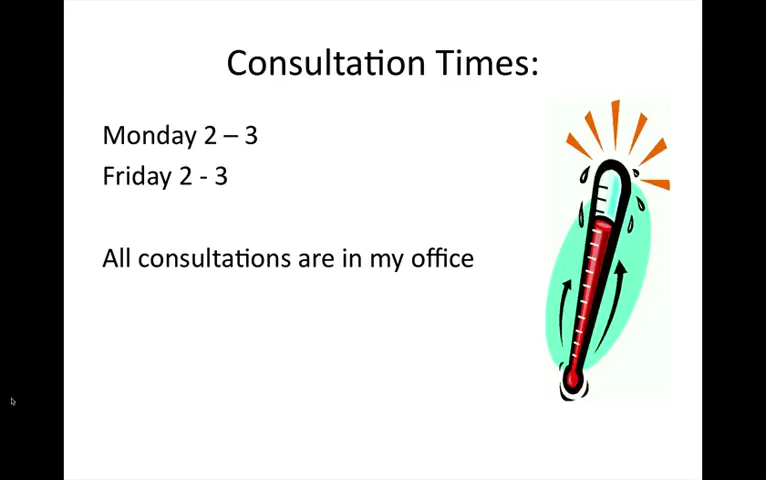 Consultation Times:
Monday 2 – 3
Friday 2 - 3
All consultations are in my office